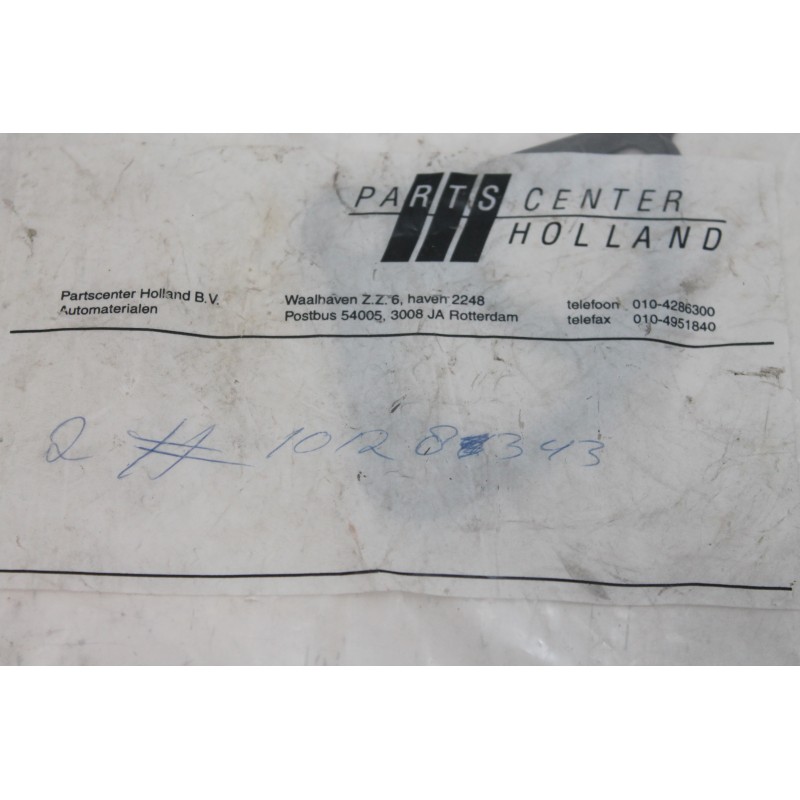 PARTS CENTER
HOLLAND
Partscenter Holland B.V.
Automaterialen
Waalhaven Z.Z. 6, haven 2248
Postbus 54005, 3008 JA Rotterdam
telefoon 010-4286300
telefax 010-4951840